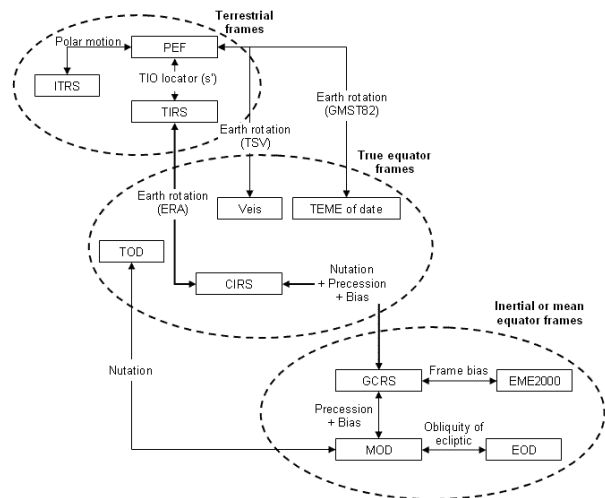 Terrestrial
frames
Polar motion
PEF
ITRS
TIO locator (s')
TIRS
Earth rotation
(TSV)
Earth rotation
(GMST82)
True equator
frames
Earth rotation
(ERA)
Veis
TEME of date
TOD
CIRS
Nutation
+ Precession
+ Bias
Inertial or mean
equator frames
Nutation
GCRS
Frame bias
EME2000
Precession
+ Bias
Obliquity of
ecliptic
MOD
EOD